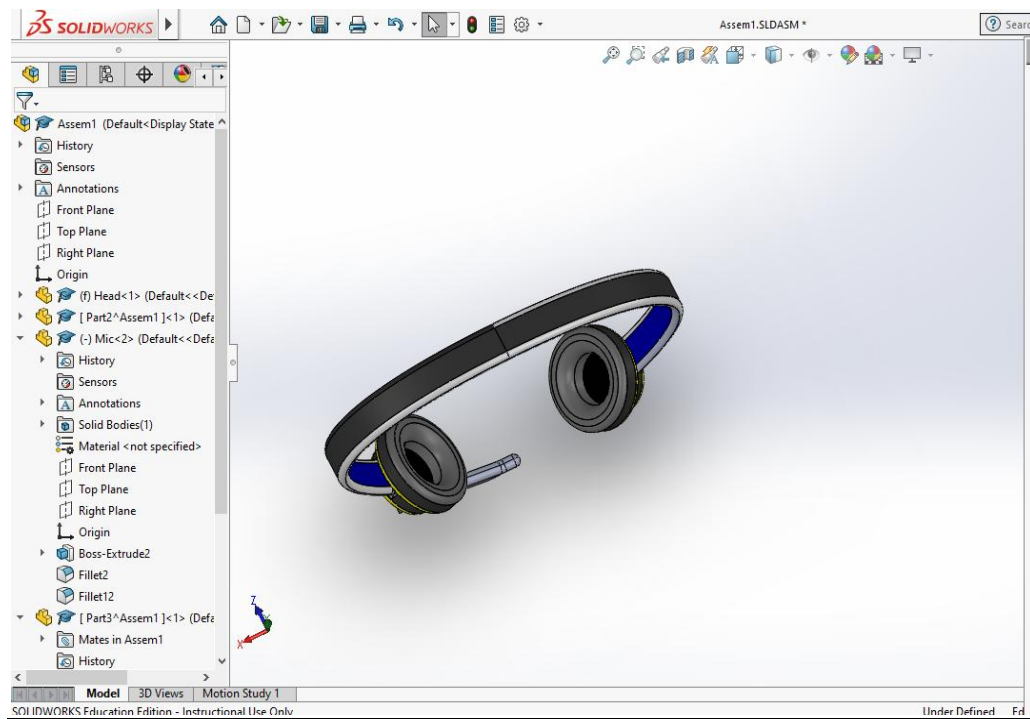 SOLIDWORKS
Assem1.SLDASM *
Sear
Assem1 (Default<Display State
History
Sensors
A Annotations
Front Plane
Top Plane
Right Plane
Origin
(f) Head<1> (Default<<De
[ Part2^Assem1 ]<1> (Defa
(-) Mic<2> (Default<<Defa
History
Sensors
A Annotations
Solid Bodies(1)
Material <not specified>
Front Plane
Top Plane
Right Plane
Origin
Boss-Extrude2
Fillet2
Fillet12
[ Part3^Assem1 ]<1> (Defa
Mates in Assem1
History
Z
X
Model 3D Views Motion Study 1
SOLIDWORKS Education Edition - Instructional Use Only
Under Defined Ed